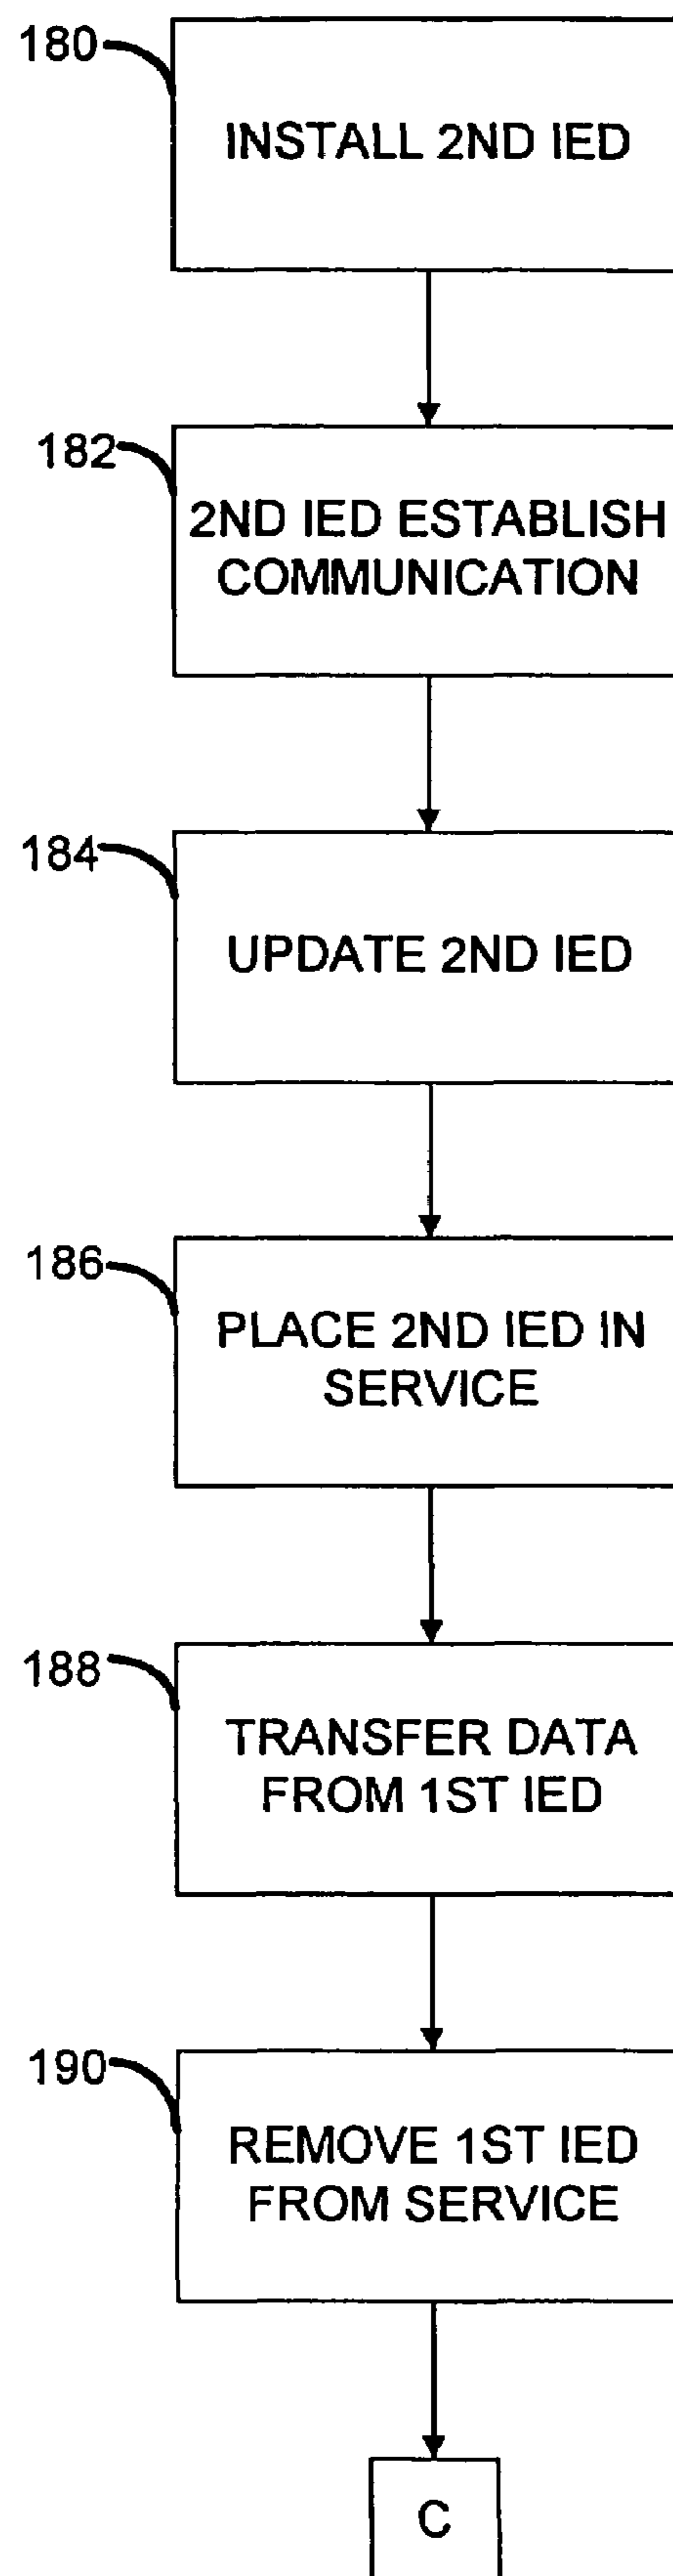 180
INSTALL 2ND IED
182
2ND IED ESTABLISH
COMMUNICATION
184
UPDATE 2ND IED
186
PLACE 2ND IED IN
SERVICE
188
TRANSFER DATA
FROM 1ST IED
190
REMOVE 1ST IED
FROM SERVICE
C